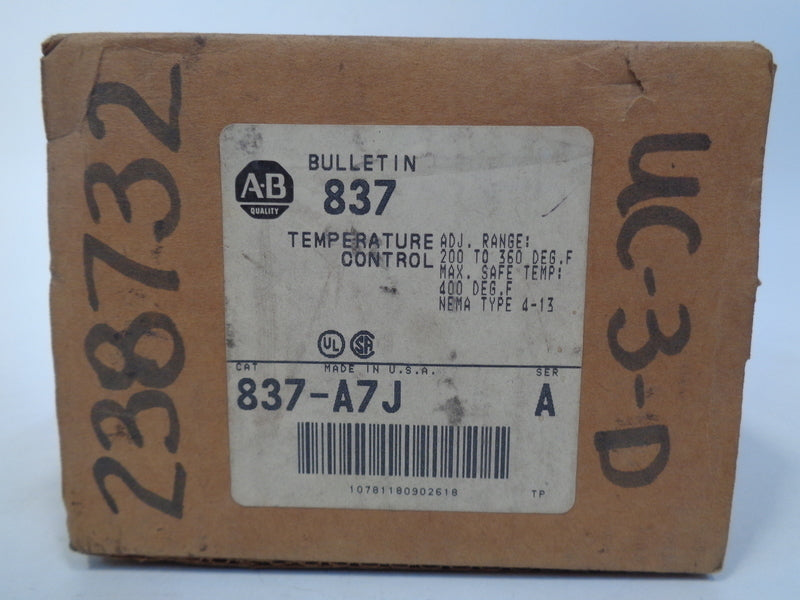 238732
A-B
QUALITY
BULLETIN
837
TEMPERATURE
CONTROL
ADJ. RANGE:
200 TO 360 DEG.F
MAX. SAFE TEMP:
400 DEG.F
NEMA TYPE 4-13
UL
SA
CAT MADE IN U.S.A. SER
837-A7J A
10781180902618 TP
UC-3-D